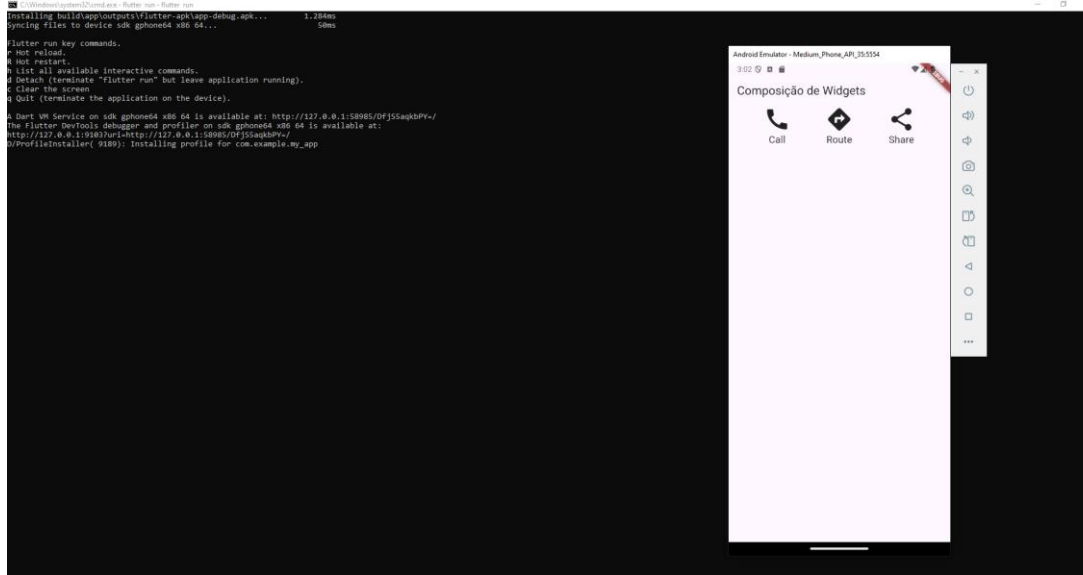 C:\Windows\system32\cmd.exe - flutter run - flutter run
Installing build\app\outputs\flutter-apk\app-debug.apk... 1.284ms
Syncing files to device sdk gphone64 x86 64... 50ms
Flutter run key commands.
r Hot reload.
R Hot restart.
h List all available interactive commands.
d Detach (terminate "flutter run" but leave application running).
c Clear the screen
q Quit (terminate the application on the device).
A Dart VM Service on sdk gphone64 x86 64 is available at: http://127.0.0.1:58985/DfjS5aqkbPY=/
The Flutter DevTools debugger and profiler on sdk gphone64 x86 64 is available at:
http://127.0.0.1:9103?uri=http://127.0.0.1:58985/DfjS5aqkbPY=/
D/ProfileInstaller( 9189): Installing profile for com.example.my_app
Android Emulator - Medium_Phone_API_35:5554
3:02
Composição de Widgets
Call Route Share